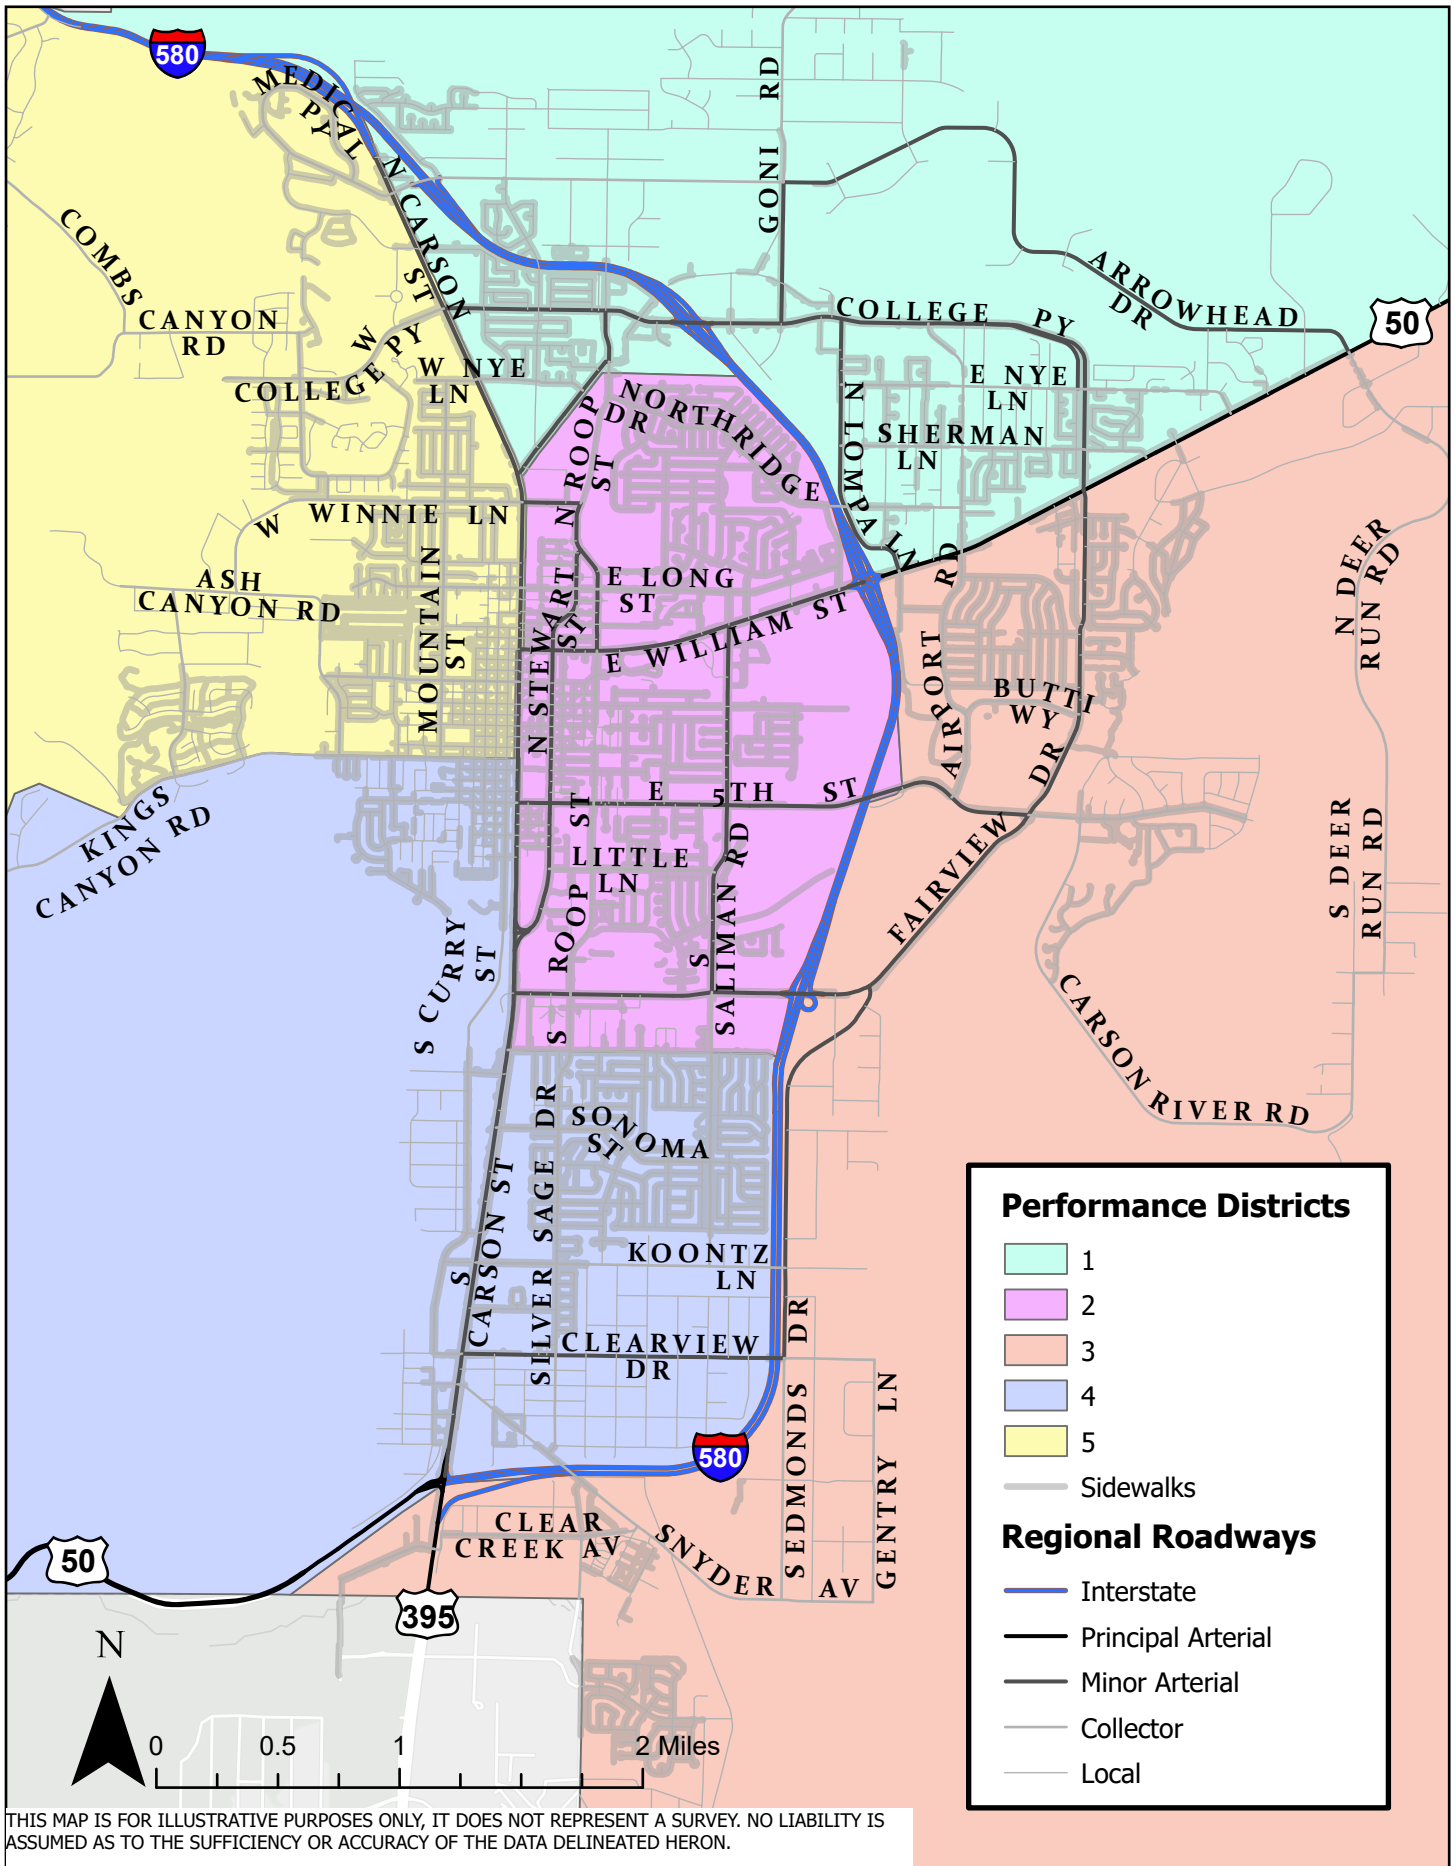 580
MEDICAL
PY
N CARSON
ST
GONI RD
COMBS
CANYON
RD
ARROWHEAD
DR
50
COLLEGE PY
W
COLLEGE PY
W NYE
LN
E NYE
LN
N ROOP
ST
NORTHRIDGE
DR
N LOMPA LN
SHERMAN
LN
W WINNIE LN
ASH
CANYON RD
MOUNTAIN
ST
N STEWART
ST
E LONG
ST
E WILLIAM ST
AIRPORT RD
BUTTI
WY
N DEER
RUN RD
KINGS
CANYON RD
E 5TH ST
FAIRVIEW DR
LITTLE
LN
S ROOP ST
S
SALIMAN RD
S DEER
RUN RD
S CURRY
ST
CARSON RIVER RD
SONOMA
ST
SILVER SAGE DR
S
CARSON ST
KOONTZ
LN
CLEARVIEW
DR
580
SEDMONDS DR
GENTRY LN
CLEAR
CREEK AV
SNYDER AV
50
395
Performance Districts
1
2
3
4
5
Sidewalks
Regional Roadways
Interstate
Principal Arterial
Minor Arterial
Collector
Local
N
0 0.5 1 2 Miles
THIS MAP IS FOR ILLUSTRATIVE PURPOSES ONLY, IT DOES NOT REPRESENT A SURVEY. NO LIABILITY IS
ASSUMED AS TO THE SUFFICIENCY OR ACCURACY OF THE DATA DELINEATED HERON.